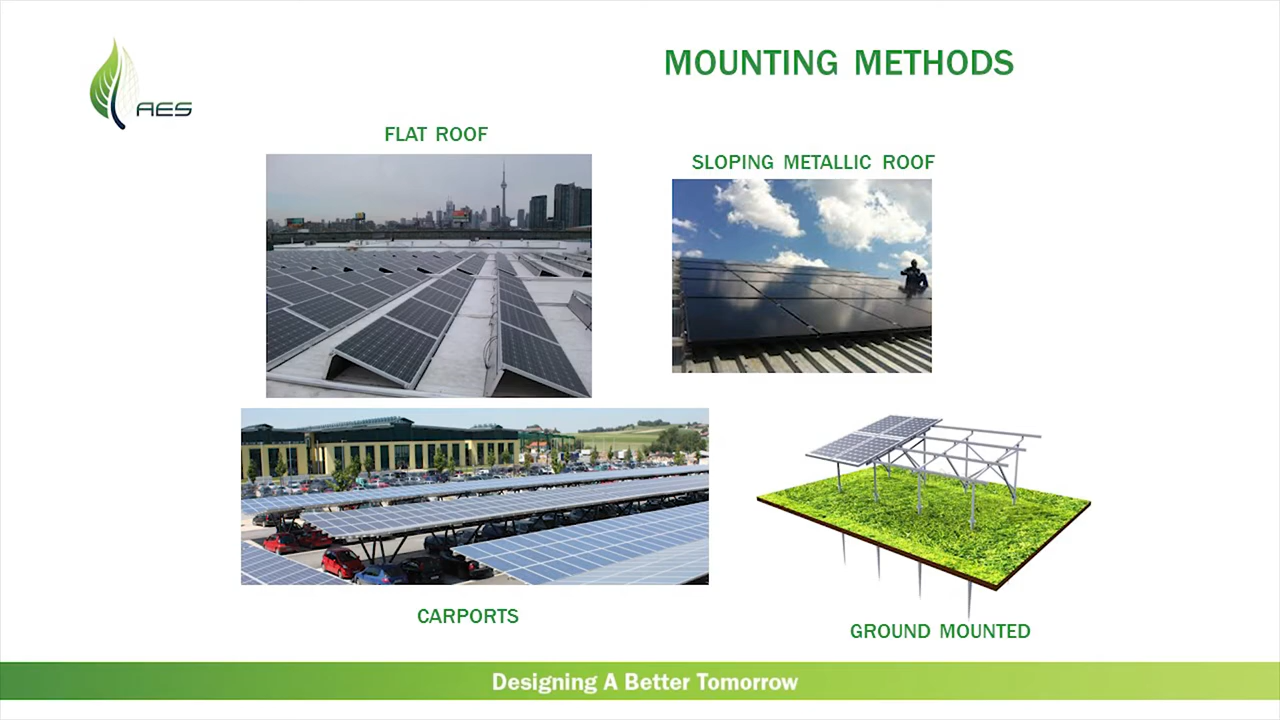 MOUNTING METHODS
AES
FLAT ROOF
SLOPING METALLIC ROOF
CARPORTS
GROUND MOUNTED
Designing A Better Tomorrow